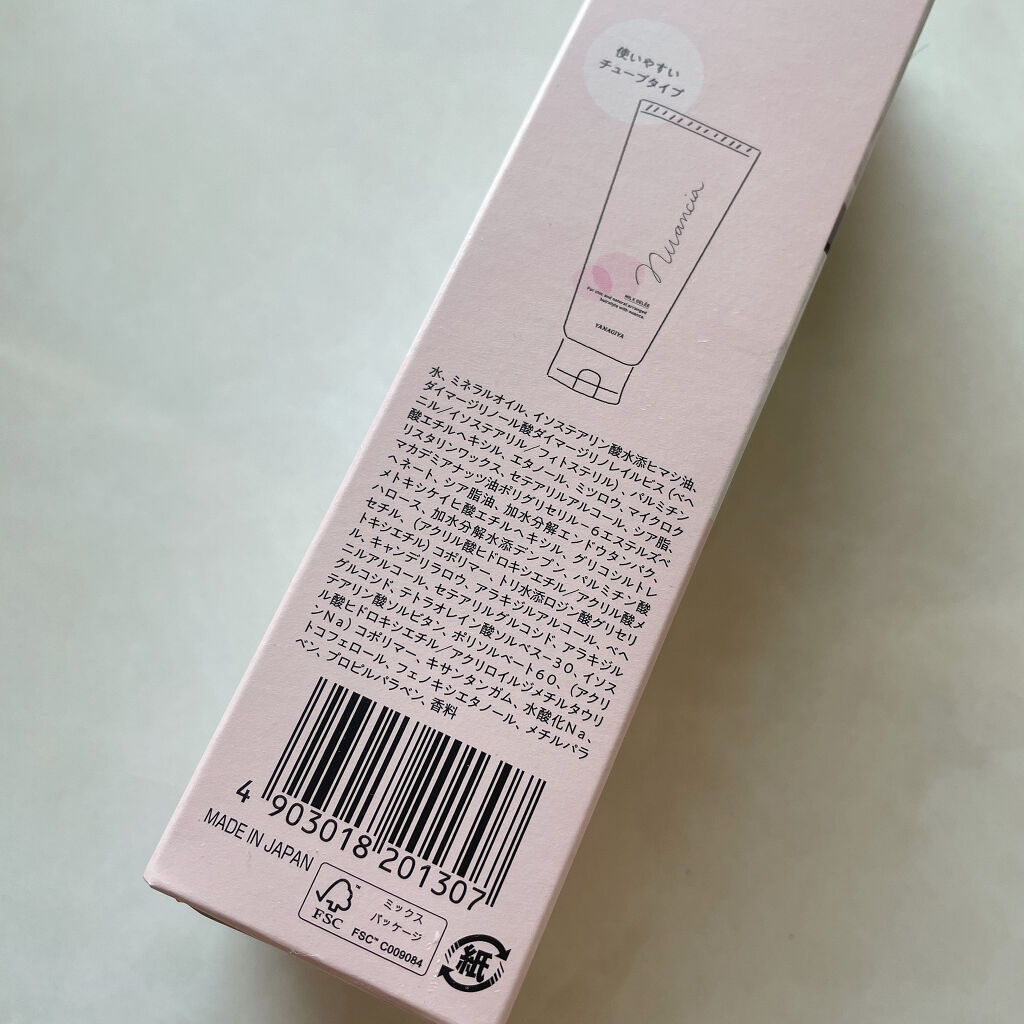 使いやすい
チューブタイプ
nuancia
MILK GELÉE
For chic and natural arranged
hairstyle with nuance.
YANAGIYA
水、ミネラルオイル、イソステアリン酸水添ヒマシ油、
ダイマージリノール酸ダイマージリノレイルビス(ベヘ
ニル/イソステアリル/フィトステリル)、パルミチン
酸エチルヘキシル、エタノール、ミツロウ、マイクロク
リスタリンワックス、セテアリルアルコール、シア脂、
マカデミアナッツ油ポリグリセリル-6エステルズベ
ヘネート、シア脂油、加水分解エンドウタンパク、
メトキシケイヒ酸エチルヘキシル、グリコシルトレ
ハロース、加水分解水添デンプン、パルミチン酸
セチル、(アクリル酸ヒドロキシエチル/アクリル酸メ
トキシエチル)コポリマー、トリ水添ロジン酸グリセリ
ル、キャンデリラロウ、アラキジルアルコール、ベヘ
ニルアルコール、セテアリルグルコシド、アラキジル
グルコシド、テトラオレイン酸ソルベス-30、イソス
テアリン酸ソルビタン、ポリソルベート60、(アクリ
ル酸ヒドロキシエチル/アクリロイルジメチルタウリ
ンNa)コポリマー、キサンタンガム、水酸化Na、
トコフェロール、フェノキシエタノール、メチルパラ
ベン、プロピルパラベン、香料
4 903018 201307
MADE IN JAPAN
FSC™
ミックス
パッケージ
FSC™ C009084
紙